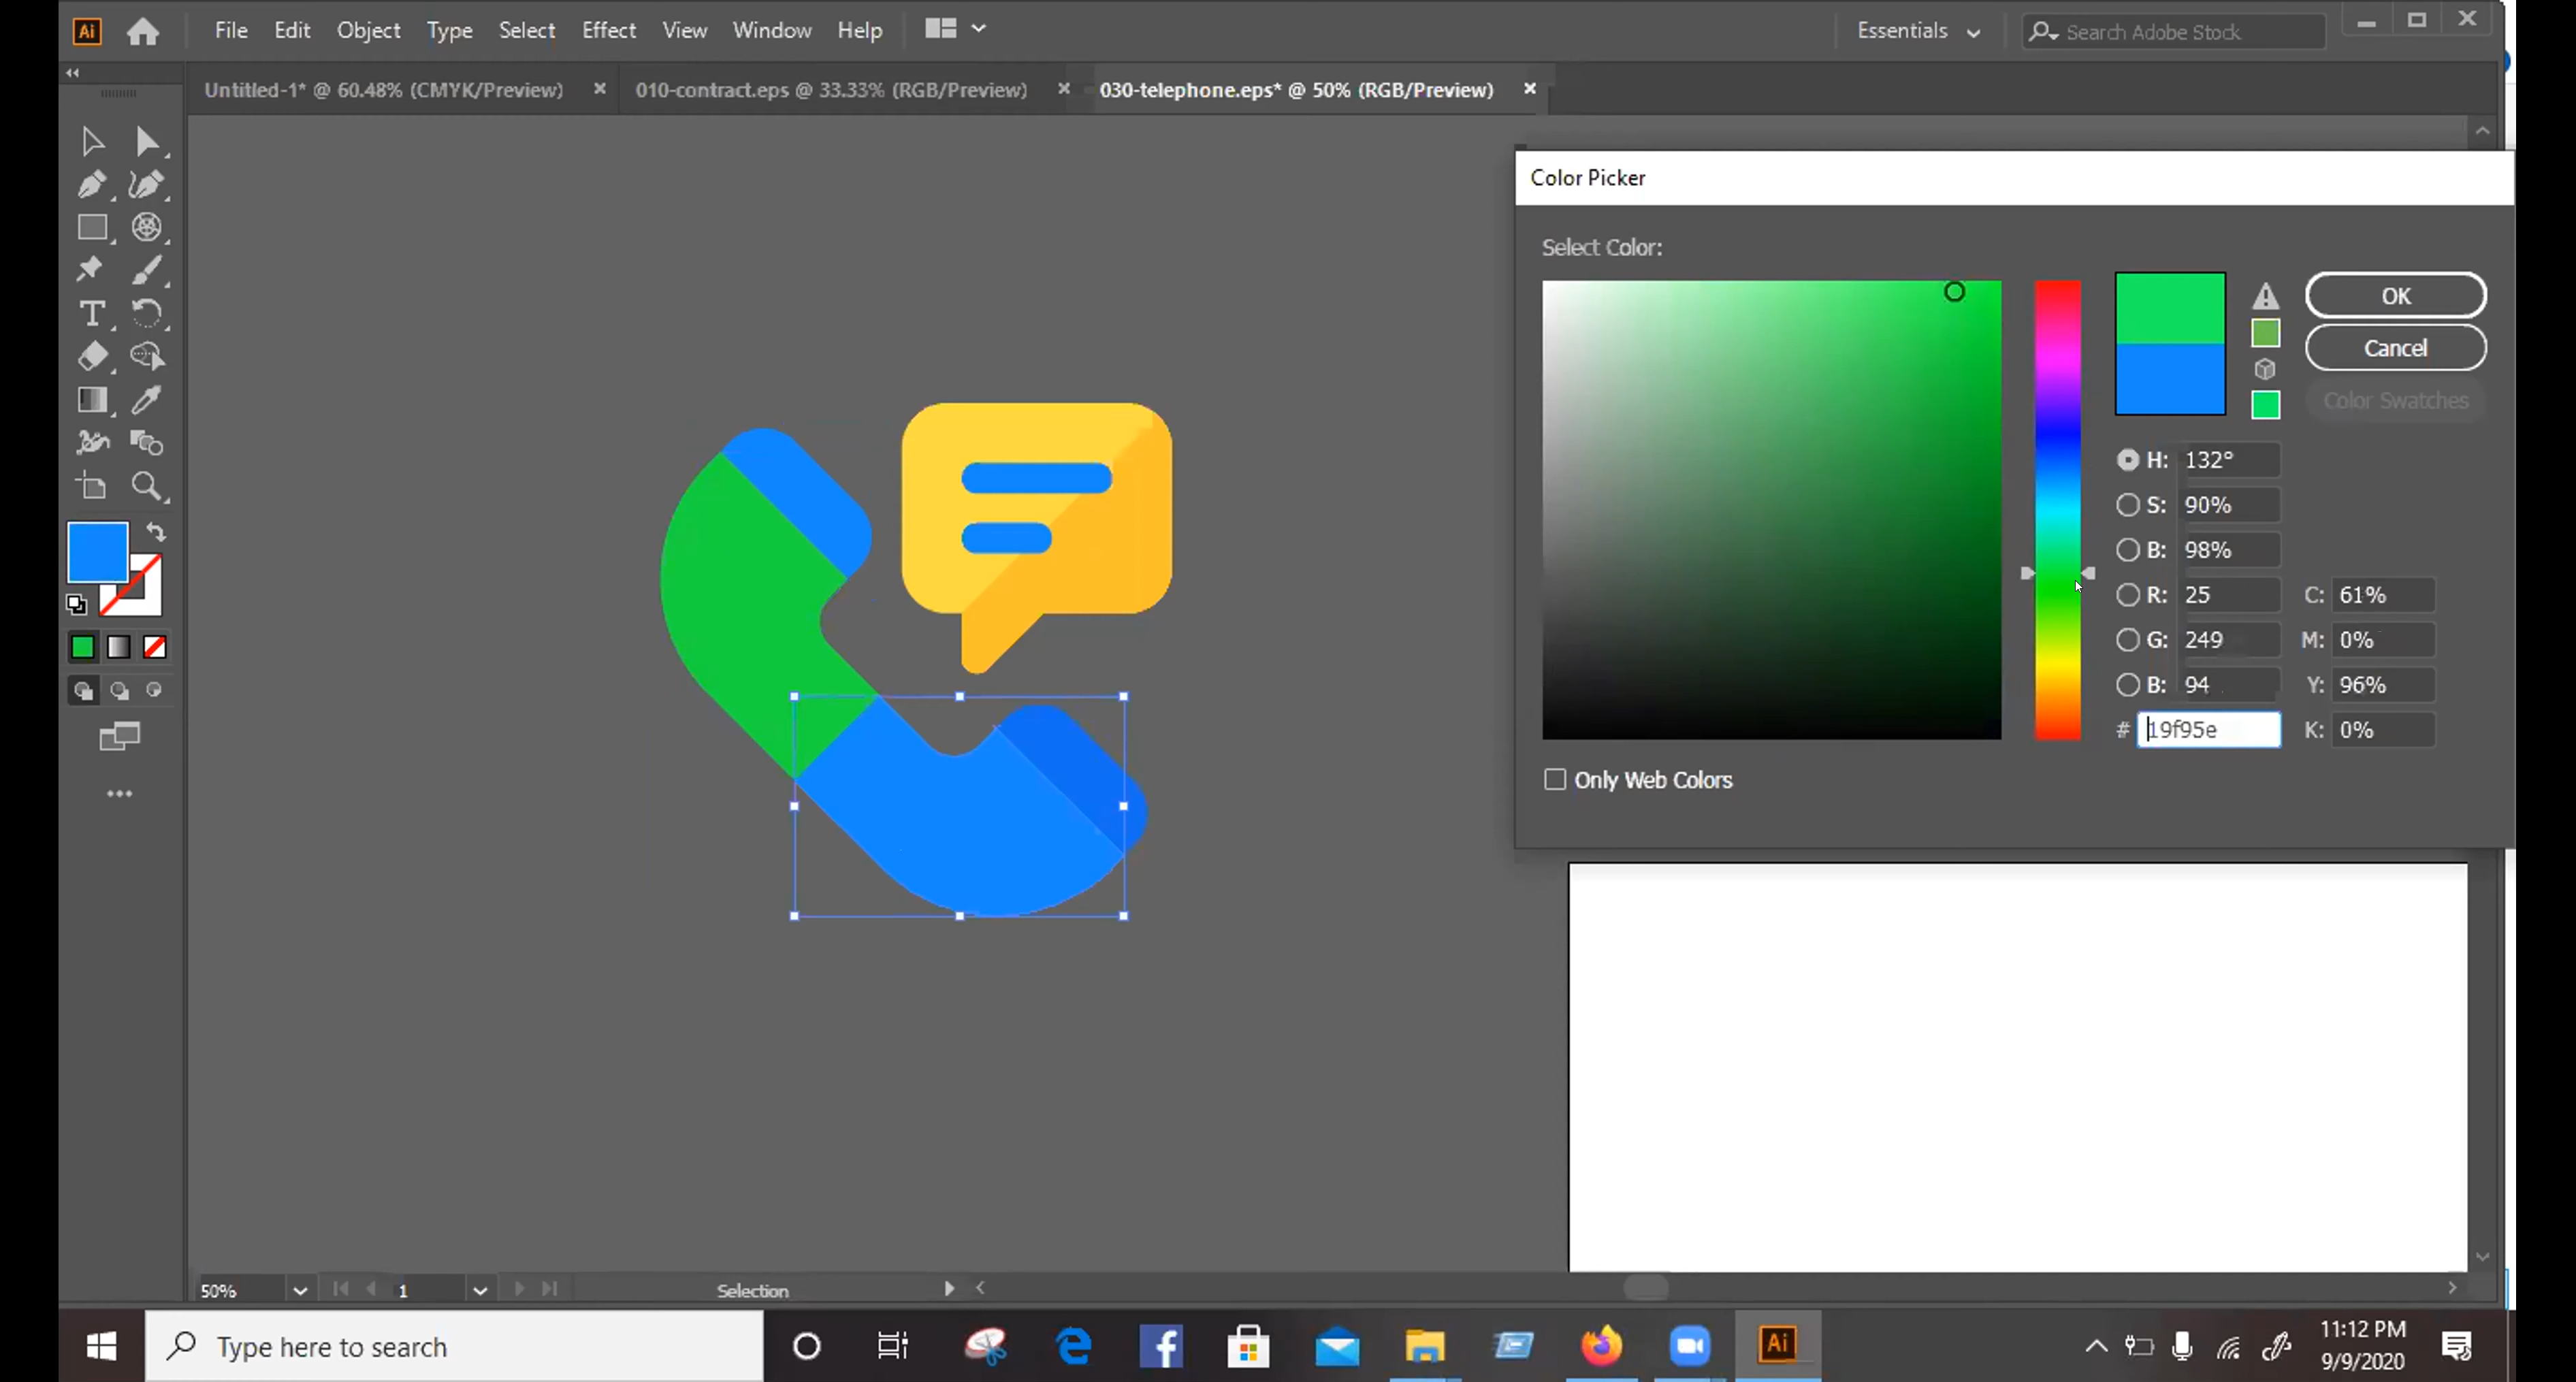 Ai File Edit Object Type Select Effect View Window Help Essentials Search Adobe Stock
Untitled-1* @ 60.48% (CMYK/Preview) 010-contract.eps @ 33.33% (RGB/Preview) 030-telephone.eps* @ 50% (RGB/Preview)
Color Picker
Select Color:
OK
Cancel
Color Swatches
H: 132°
S: 90%
B: 98%
R: 25 C: 61%
G: 249 M: 0%
B: 94 Y: 96%
# 19f95e K: 0%
Only Web Colors
50% 1 Selection
Type here to search
Ai
11:12 PM
9/9/2020